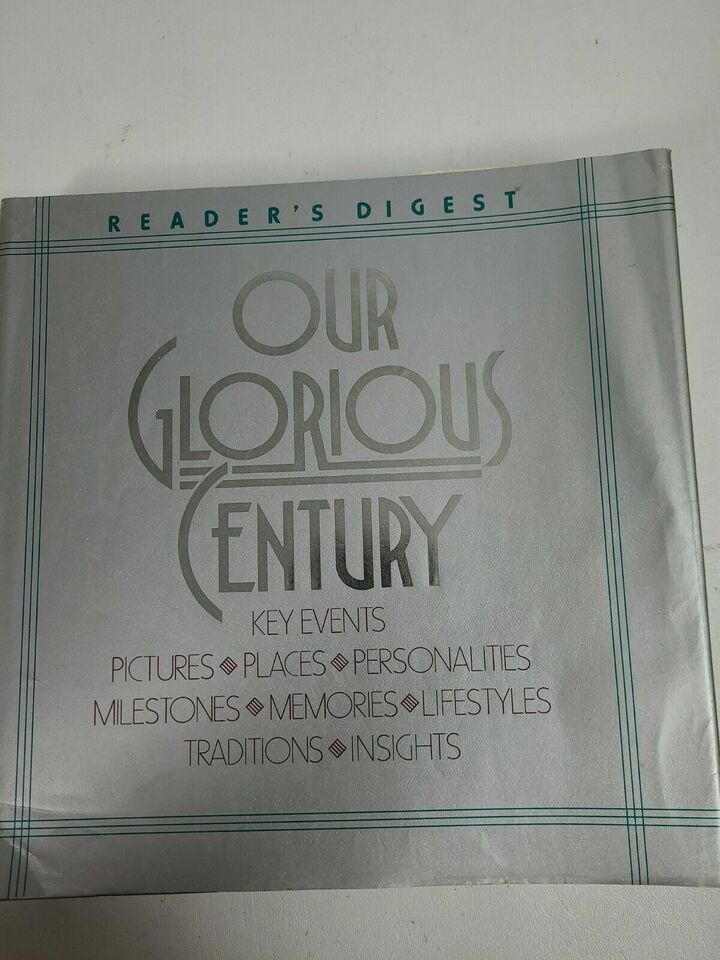 READER'S DIGEST
OUR
GLORIOUS
CENTURY
KEY EVENTS
PICTURES PLACES PERSONALITIES
MILESTONES MEMORIES LIFESTYLES
TRADITIONS INSIGHTS